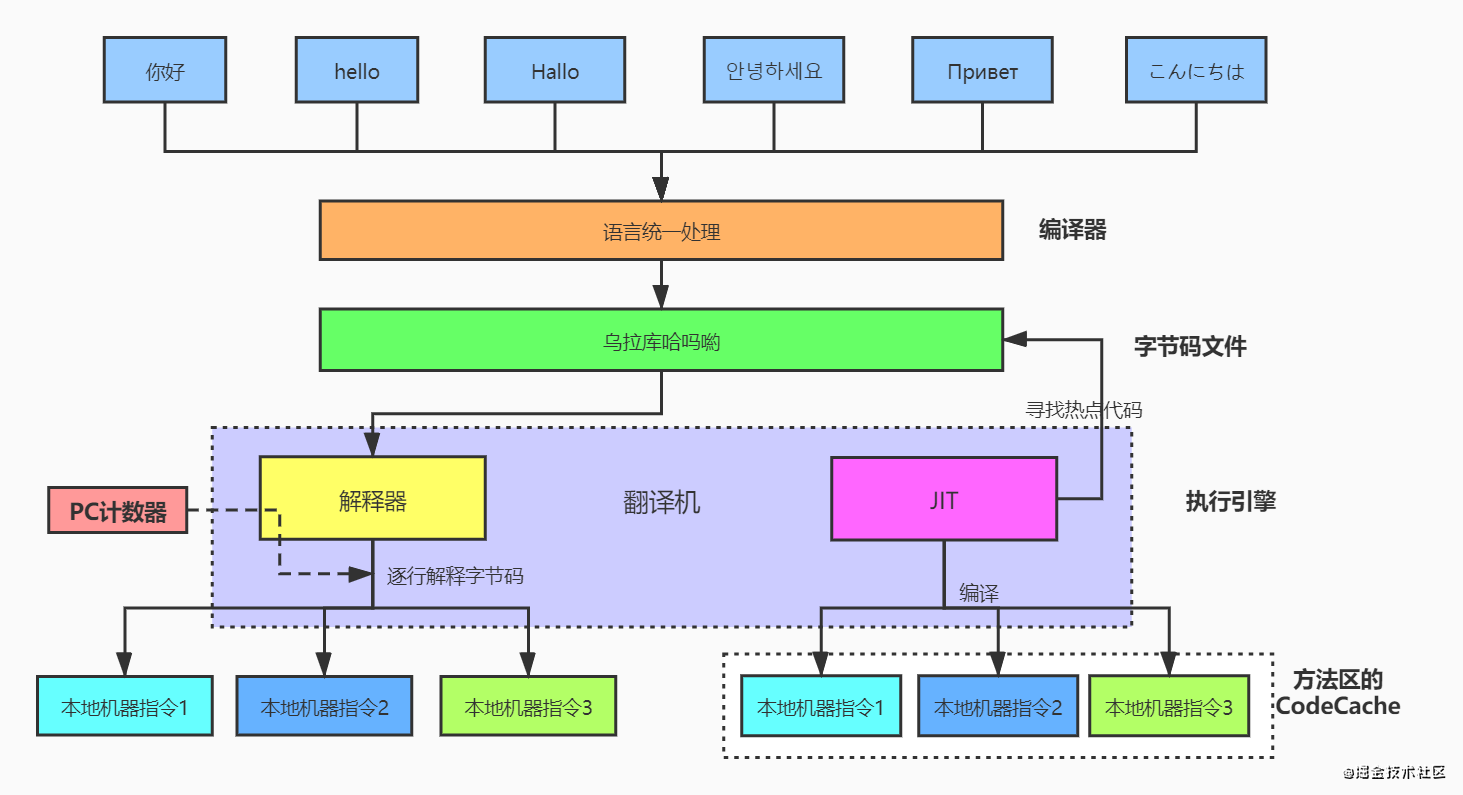 你好
hello
Hallo
안녕하세요
Привет
こんにちは
语言统一处理
编译器
乌拉库哈吗哟
字节码文件
寻找热点代码
解释器
翻译机
JIT
执行引擎
PC计数器
逐行解释字节码
编译
本地机器指令1
本地机器指令2
本地机器指令3
本地机器指令1
本地机器指令2
本地机器指令3
方法区的
CodeCache
@掘金技术社区